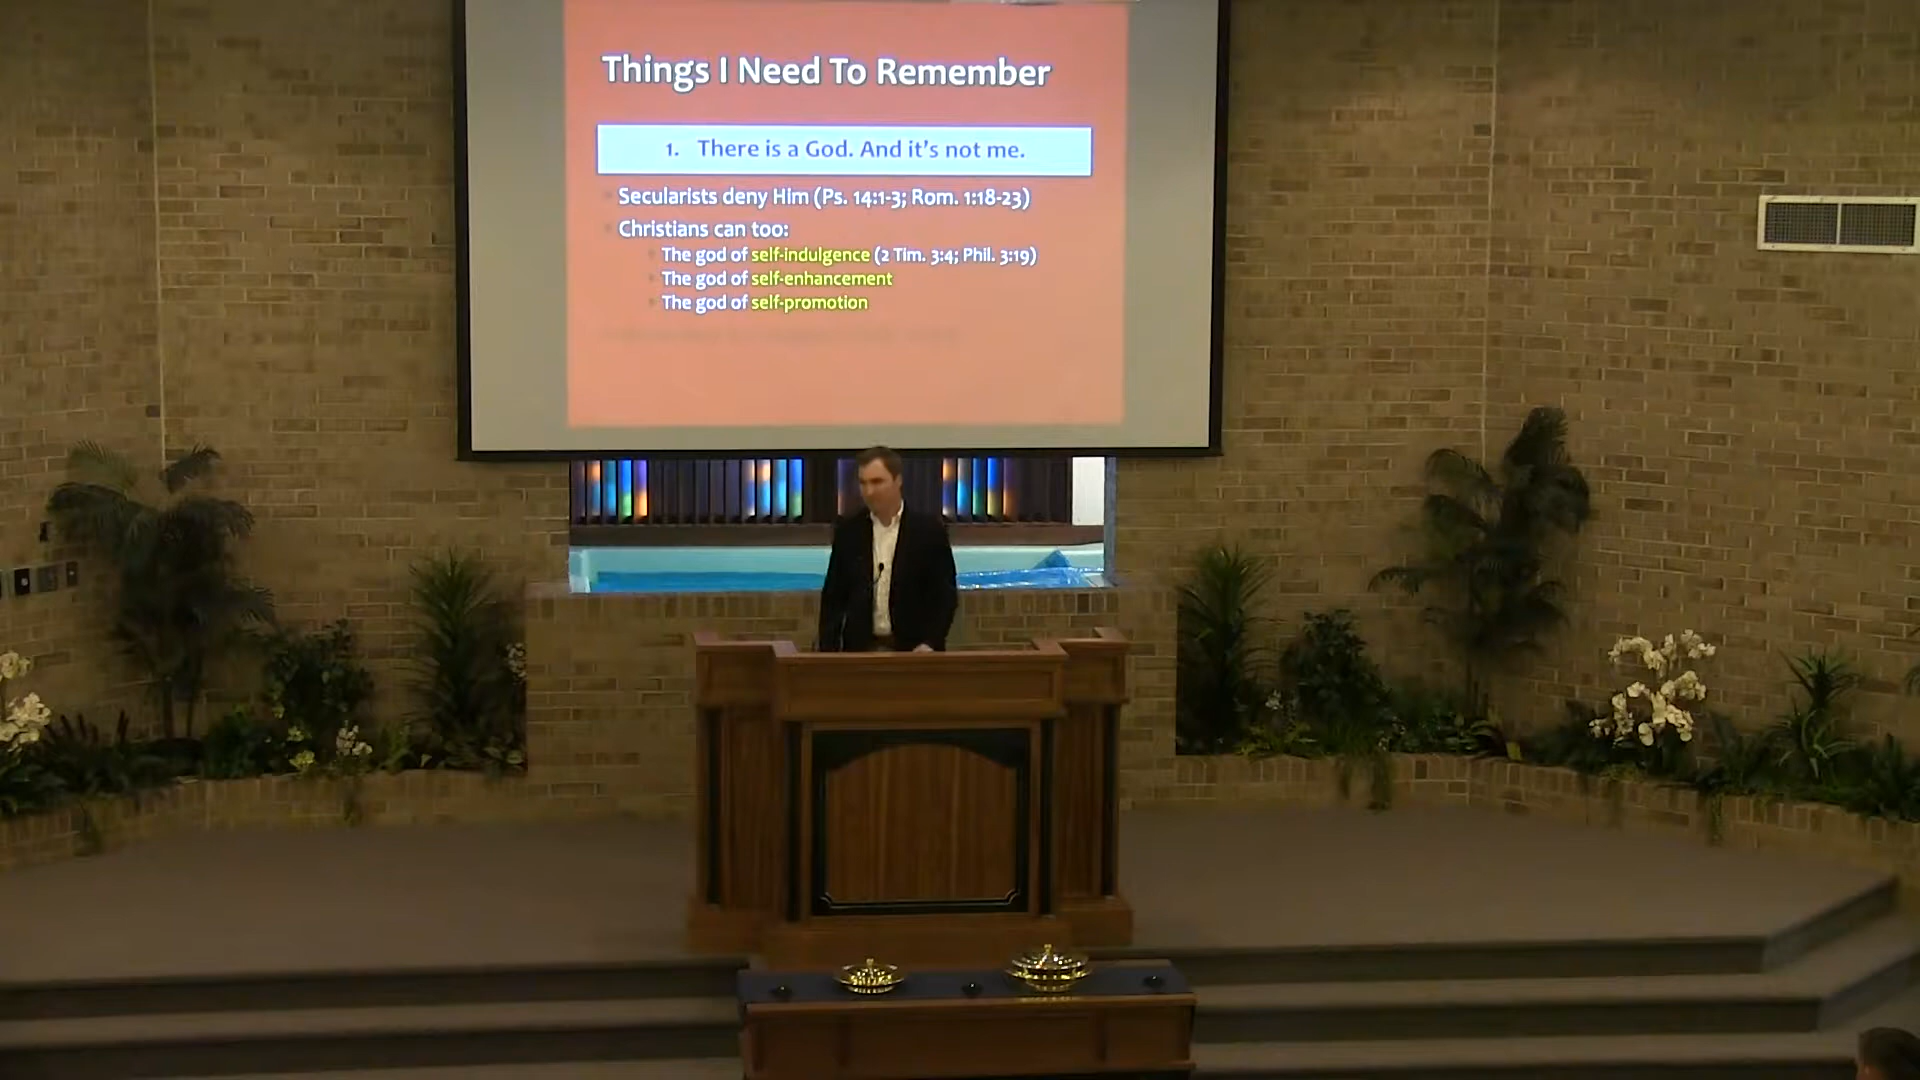 Things I Need To Remember
1. There is a God. And it's not me.
Secularists deny Him (Ps. 14:1-3; Rom. 1:18-23)
Christians can too:
The god of self-indulgence (2 Tim. 3:4; Phil. 3:19)
The god of self-enhancement
The god of self-promotion